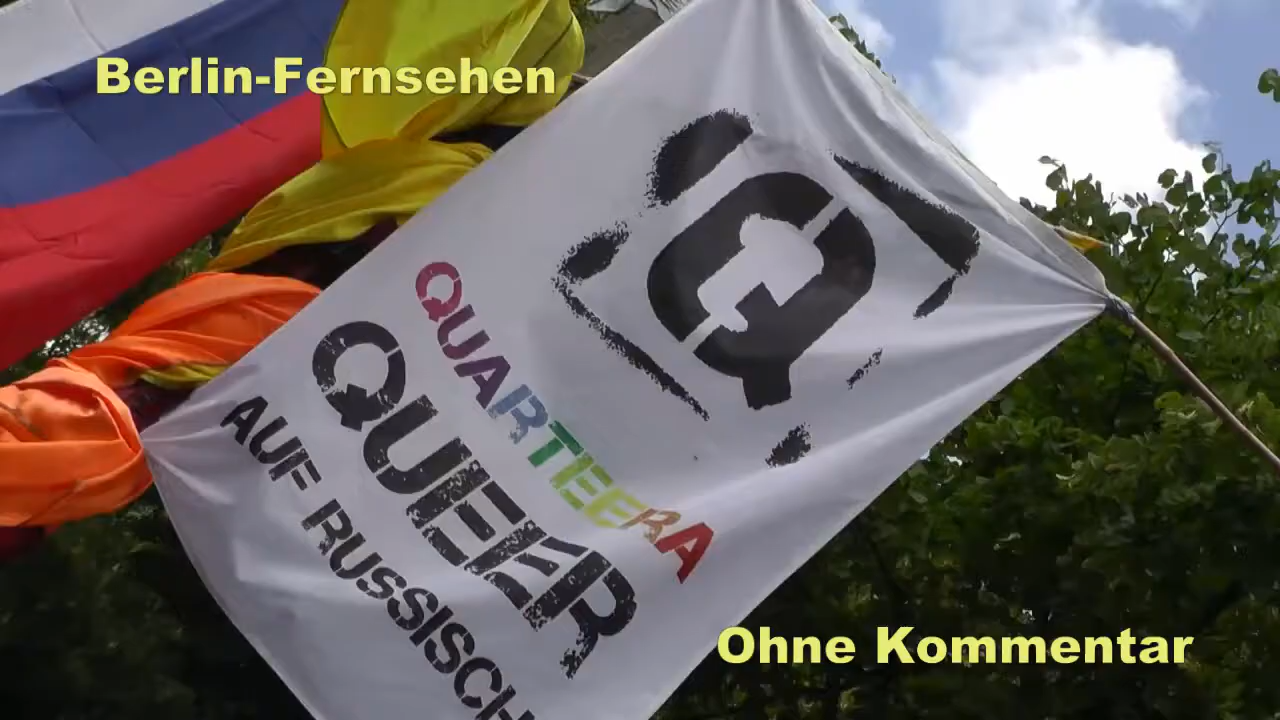 Berlin-Fernsehen
Q
QUARTEERA
QUEER
AUF RUSSISCH
Ohne Kommentar